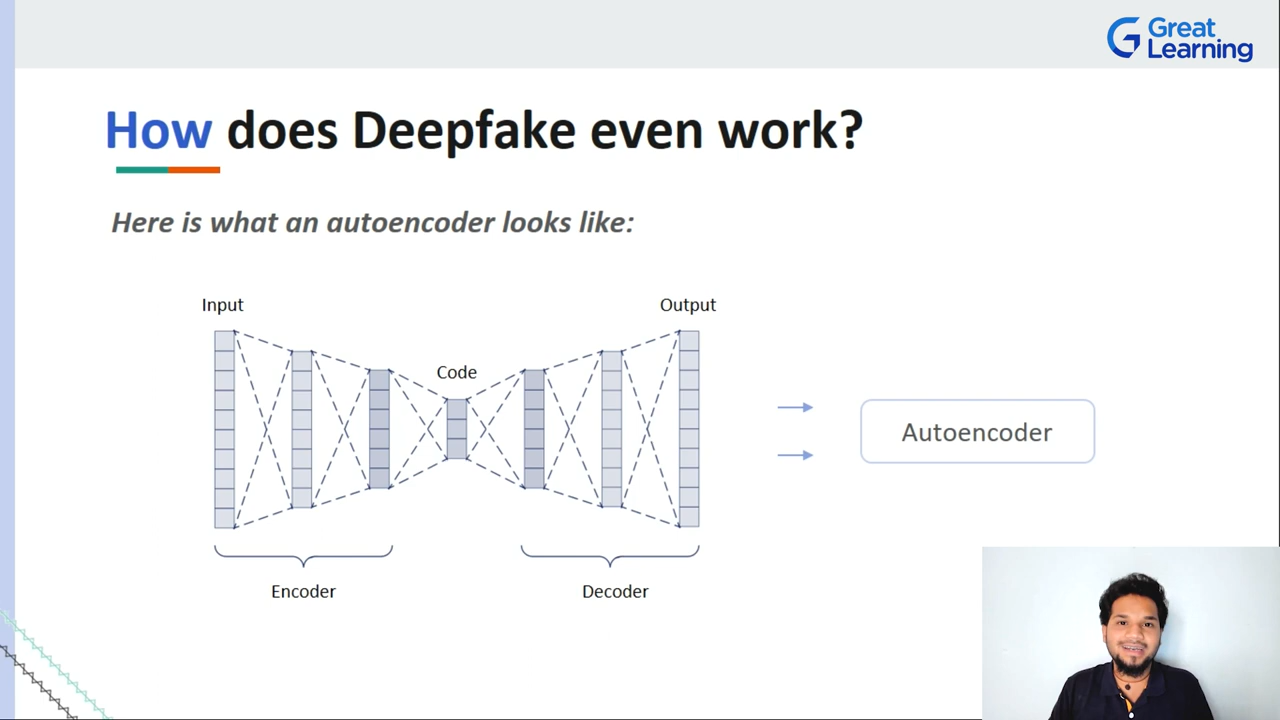 Great
Learning
How does Deepfake even work?
Here is what an autoencoder looks like:
Input
Output
Code
Autoencoder
Encoder
Decoder